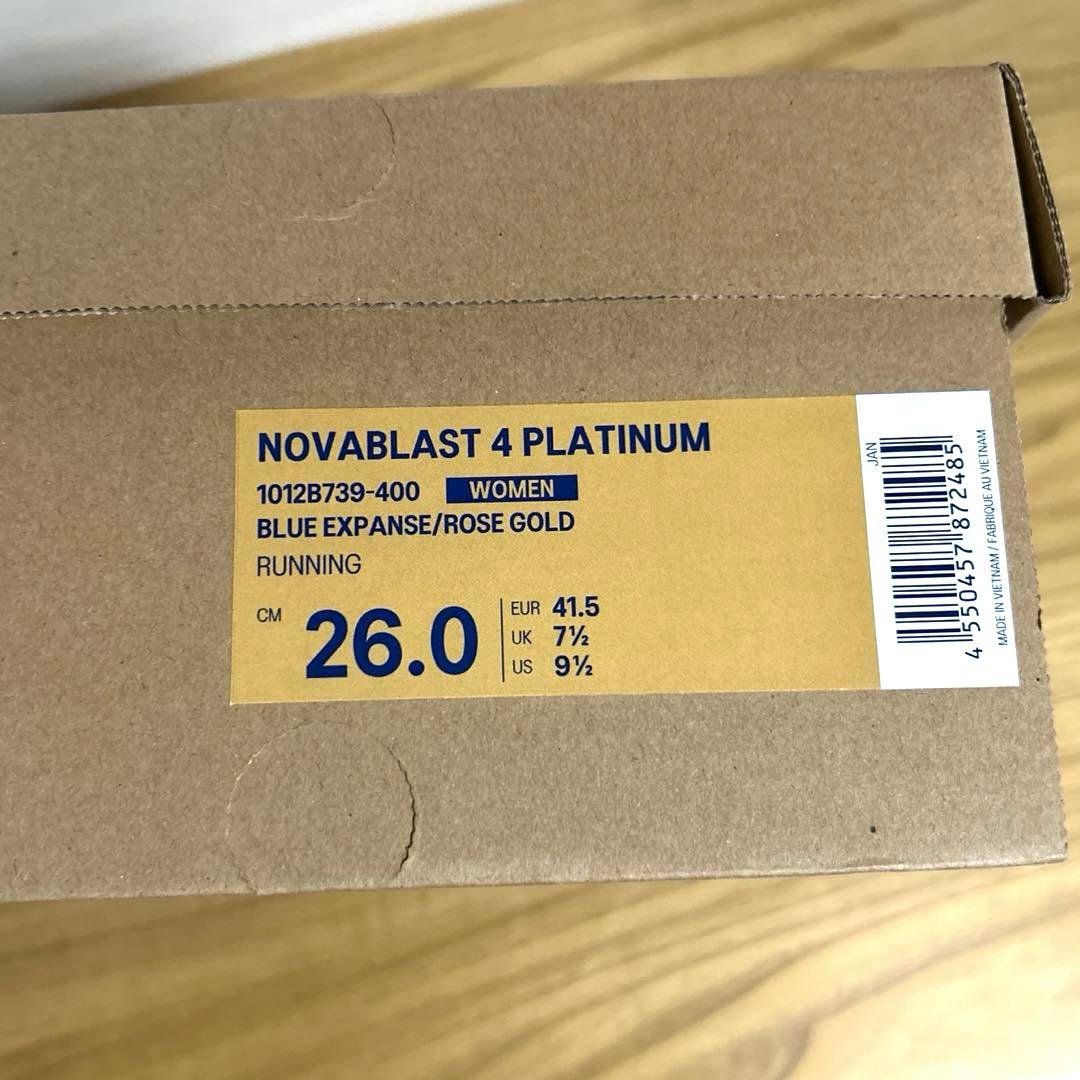 NOVABLAST 4 PLATINUM
1012B739-400 WOMEN
BLUE EXPANSE/ROSE GOLD
RUNNING
CM 26.0
EUR 41.5
UK 7½
US 9½
JAN
4 550457 872485
MADE IN VIETNAM / FABRIQUE AU VIETNAM